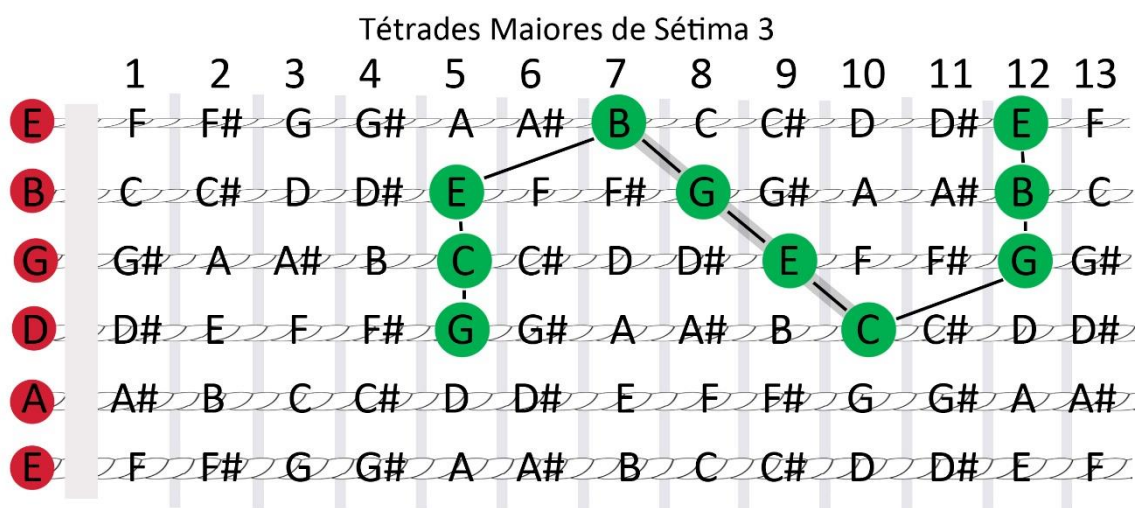 Tétrades Maiores de Sétima 3
1 2 3 4 5 6 7 8 9 10 11 12 13
E F F# G G# A A# B C C# D D# E F
B C C# D D# E F F# G G# A A# B C
G G# A A# B C C# D D# E F F# G G#
D D# E F F# G G# A A# B C C# D D#
A A# B C C# D D# E F F# G G# A A#
E F F# G G# A A# B C C# D D# E F